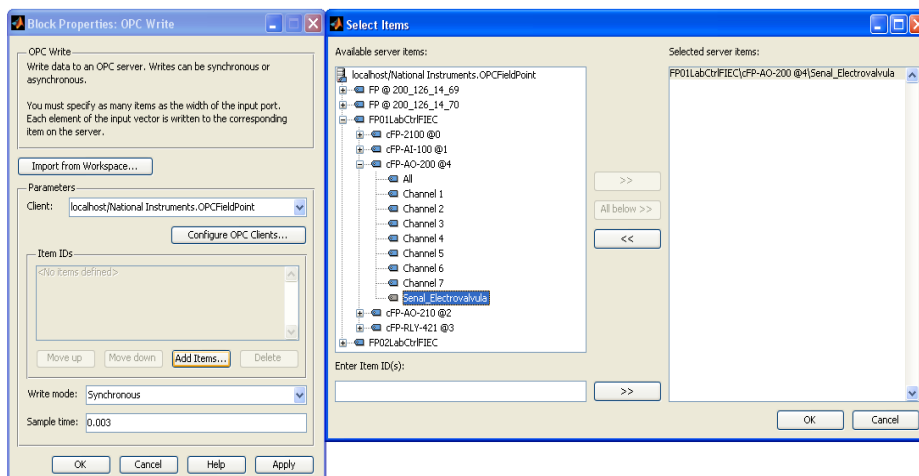 Block Properties: OPC Write
OPC Write
Write data to an OPC server. Writes can be synchronous or
asynchronous.
You must specify as many items as the width of the input port.
Each element of the input vector is written to the corresponding
item on the server.
Import from Workspace...
Parameters
Client: localhost/National Instruments.OPCFieldPoint
Configure OPC Clients...
Item IDs
<No items defined>
Move up Move down Add Items... Delete
Write mode: Synchronous
Sample time: 0.003
OK Cancel Help Apply
Select Items
Available server items:
localhost/National Instruments.OPCFieldPoint
FP @ 200_126_14_69
FP @ 200_126_14_70
FP01LabCtrlFIEC
cFP-2100 @0
cFP-AI-100 @1
cFP-AO-200 @4
All
Channel 1
Channel 2
Channel 3
Channel 4
Channel 5
Channel 6
Channel 7
Senal_Electrovalvula
cFP-AO-210 @2
cFP-RLY-421 @3
FP02LabCtrlFIEC
Enter Item ID(s):
>>
All below >>
<<
>>
Selected server items:
FP01LabCtrlFIEC\cFP-AO-200 @4\Senal_Electrovalvula
OK Cancel